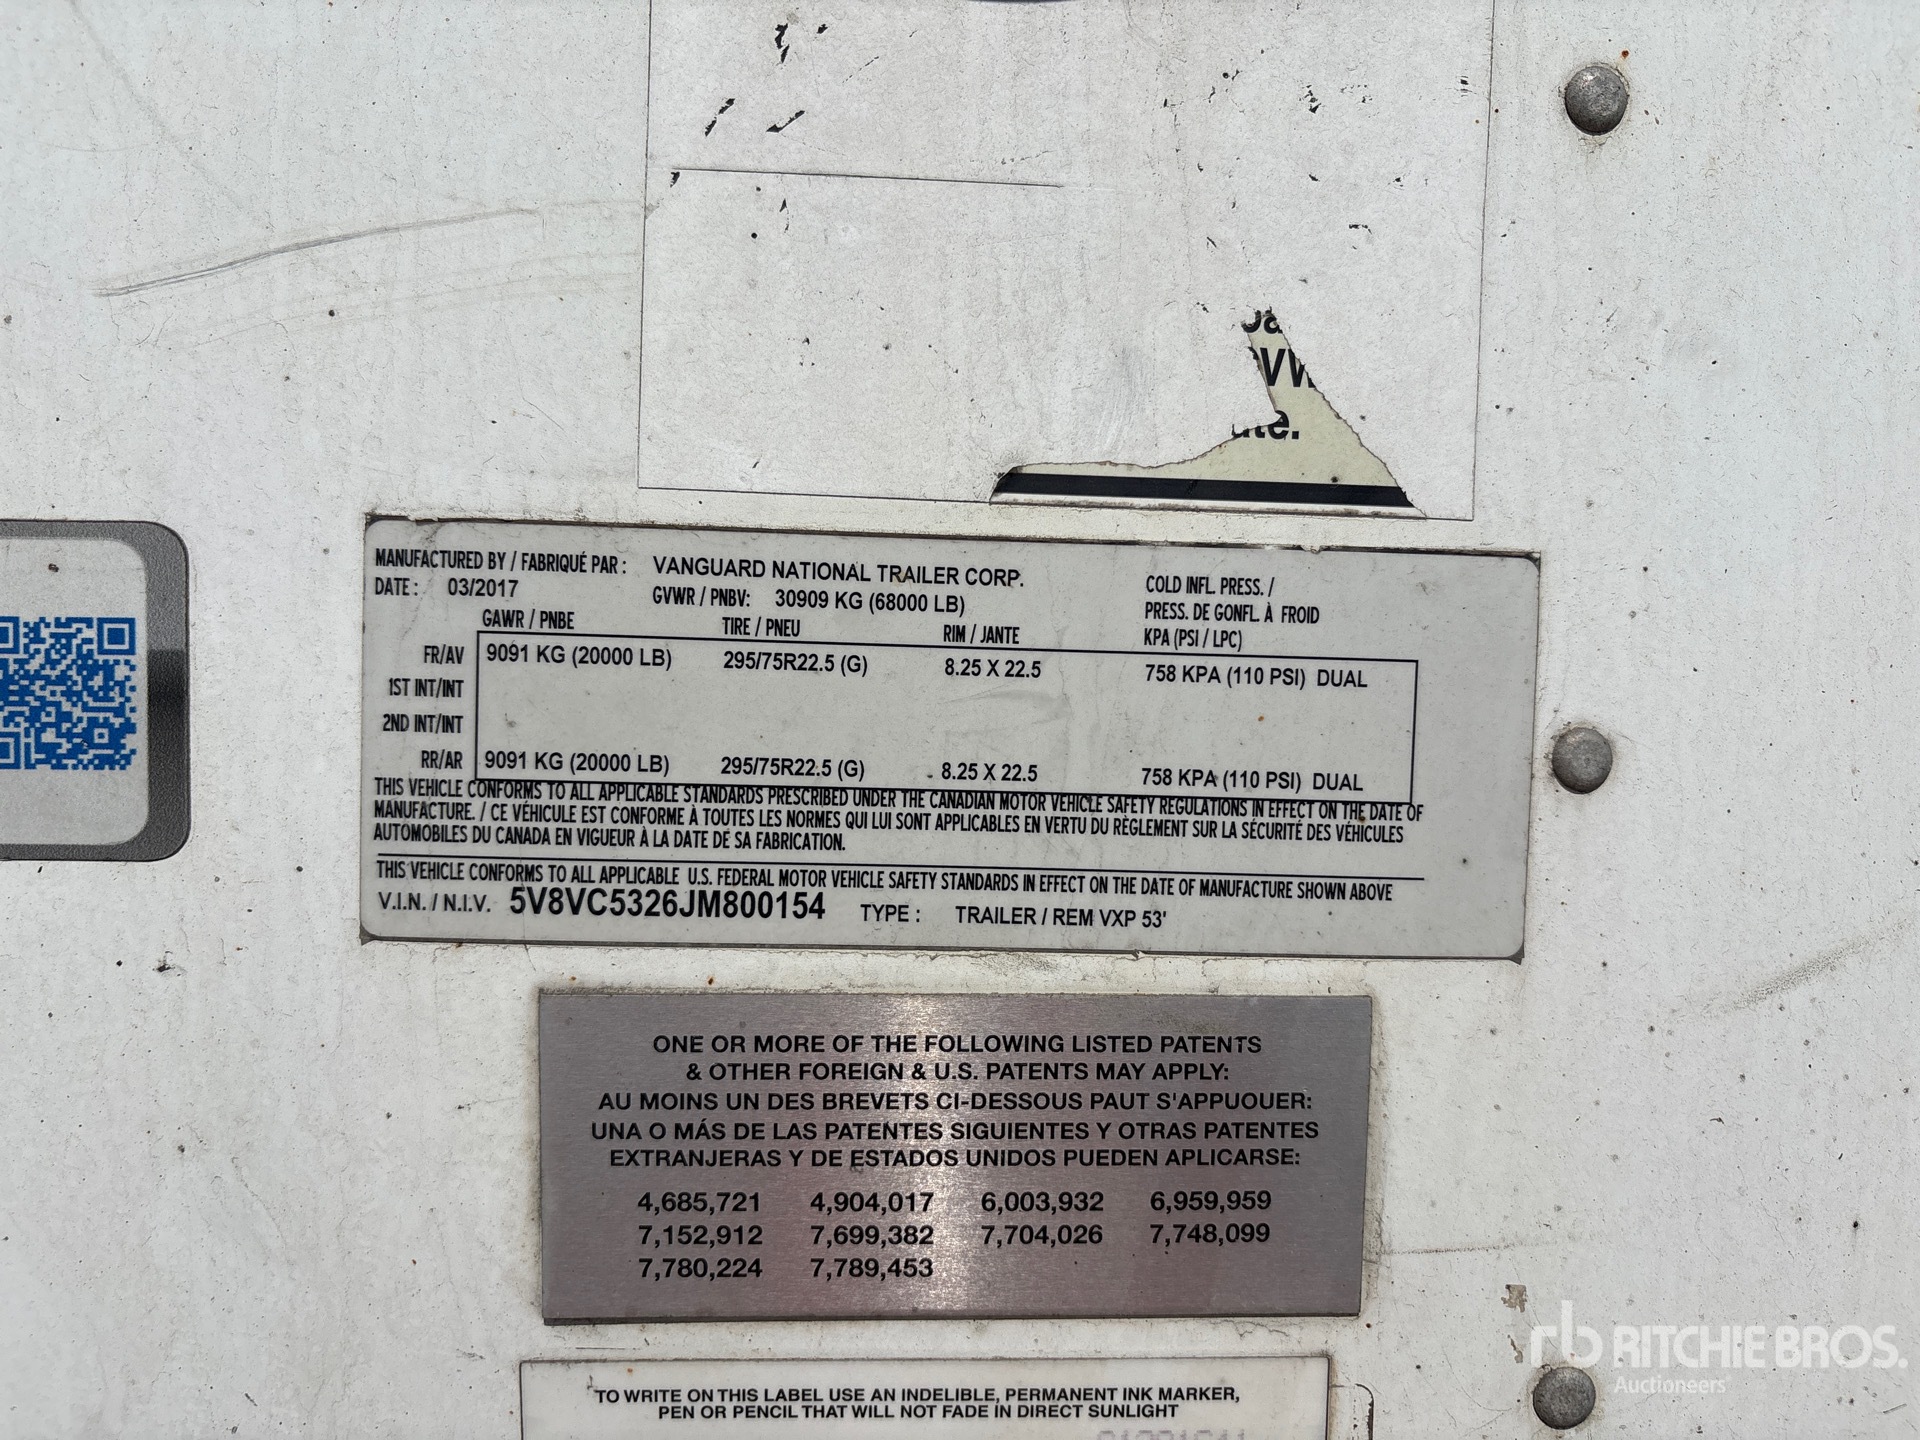 MANUFACTURED BY / FABRIQUÉ PAR : VANGUARD NATIONAL TRAILER CORP.
DATE : 03/2017 GVWR / PNBV: 30909 KG (68000 LB)
COLD INFL. PRESS. /
PRESS. DE GONFL. À FROID
GAWR / PNBE TIRE / PNEU RIM / JANTE KPA (PSI / LPC)
FR/AV 9091 KG (20000 LB) 295/75R22.5 (G) 8.25 X 22.5 758 KPA (110 PSI) DUAL
1ST INT/INT
2ND INT/INT
RR/AR 9091 KG (20000 LB) 295/75R22.5 (G) 8.25 X 22.5 758 KPA (110 PSI) DUAL
THIS VEHICLE CONFORMS TO ALL APPLICABLE STANDARDS PRESCRIBED UNDER THE CANADIAN MOTOR VEHICLE SAFETY REGULATIONS IN EFFECT ON THE DATE OF
MANUFACTURE. / CE VÉHICULE EST CONFORME À TOUTES LES NORMES QUI LUI SONT APPLICABLES EN VERTU DU RÈGLEMENT SUR LA SÉCURITÉ DES VÉHICULES
AUTOMOBILES DU CANADA EN VIGUEUR À LA DATE DE SA FABRICATION.
THIS VEHICLE CONFORMS TO ALL APPLICABLE U.S. FEDERAL MOTOR VEHICLE SAFETY STANDARDS IN EFFECT ON THE DATE OF MANUFACTURE SHOWN ABOVE
V.I.N. / N.I.V. 5V8VC5326JM800154 TYPE : TRAILER / REM VXP 53'
ONE OR MORE OF THE FOLLOWING LISTED PATENTS
& OTHER FOREIGN & U.S. PATENTS MAY APPLY:
AU MOINS UN DES BREVETS CI-DESSOUS PAUT S'APPUOUER:
UNA O MÁS DE LAS PATENTES SIGUIENTES Y OTRAS PATENTES
EXTRANJERAS Y DE ESTADOS UNIDOS PUEDEN APLICARSE:
4,685,721 4,904,017 6,003,932 6,959,959
7,152,912 7,699,382 7,704,026 7,748,099
7,780,224 7,789,453
TO WRITE ON THIS LABEL USE AN INDELIBLE, PERMANENT INK MARKER,
PEN OR PENCIL THAT WILL NOT FADE IN DIRECT SUNLIGHT
rb RITCHIE BROS.
Auctioneers